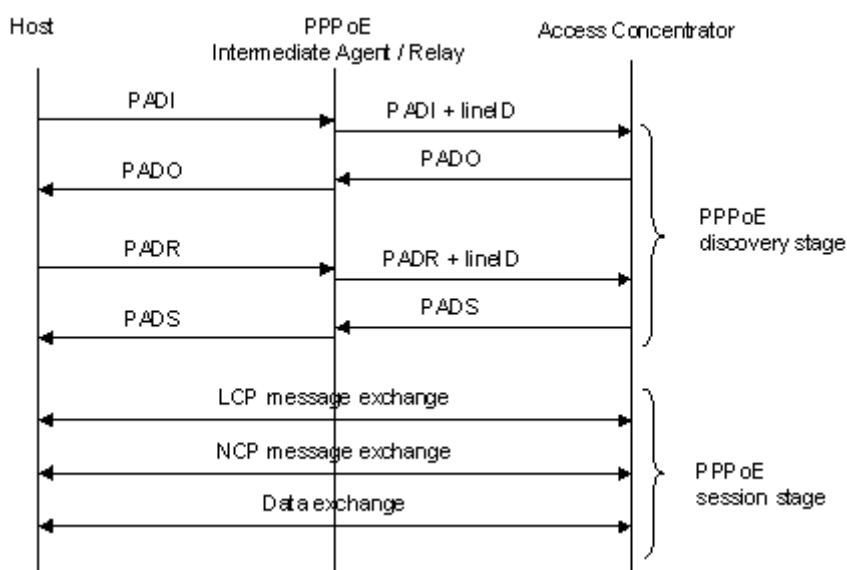 Host
PPPoE
Intermediate Agent / Relay
Access Concentrator
PADI
PADI + lineID
PADO
PADO
PPPoE
discovery stage
PADR
PADR + lineID
PADS
PADS
LCP message exchange
NCP message exchange
Data exchange
PPPoE
session stage